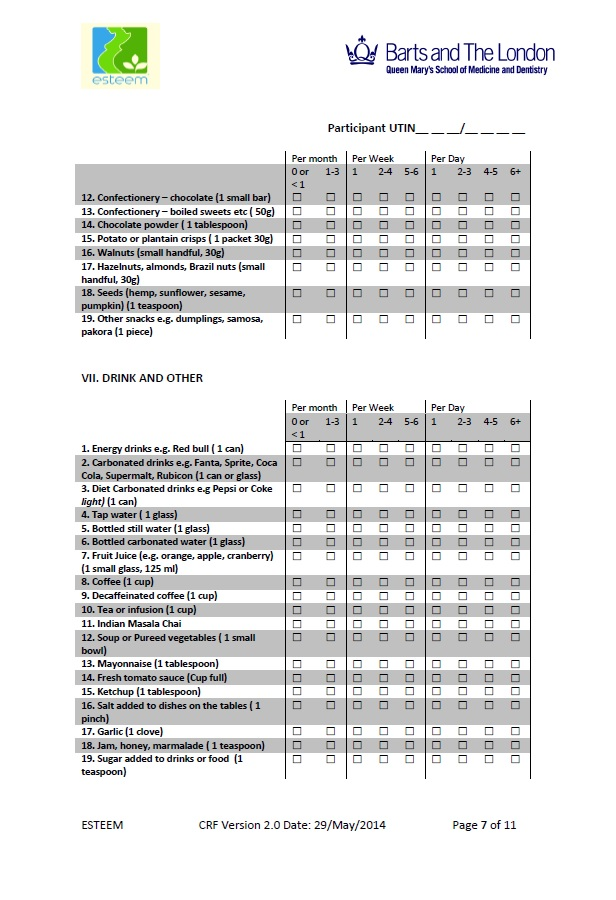 esteem
Barts and The London
Queen Mary's School of Medicine and Dentistry
Participant UTIN__ __ __/__ __ __ __
Per month Per Week Per Day
0 or 1-3 1 2-4 5-6 1 2-3 4-5 6+
< 1
12. Confectionery – chocolate (1 small bar) ☐ ☐ ☐ ☐ ☐ ☐ ☐ ☐ ☐
13. Confectionery – boiled sweets etc ( 50g) ☐ ☐ ☐ ☐ ☐ ☐ ☐ ☐ ☐
14. Chocolate powder ( 1 tablespoon) ☐ ☐ ☐ ☐ ☐ ☐ ☐ ☐ ☐
15. Potato or plantain crisps ( 1 packet 30g) ☐ ☐ ☐ ☐ ☐ ☐ ☐ ☐ ☐
16. Walnuts (small handful, 30g) ☐ ☐ ☐ ☐ ☐ ☐ ☐ ☐ ☐
17. Hazelnuts, almonds, Brazil nuts (small ☐ ☐ ☐ ☐ ☐ ☐ ☐ ☐ ☐
handful, 30g)
18. Seeds (hemp, sunflower, sesame, ☐ ☐ ☐ ☐ ☐ ☐ ☐ ☐ ☐
pumpkin) (1 teaspoon)
19. Other snacks e.g. dumplings, samosa, ☐ ☐ ☐ ☐ ☐ ☐ ☐ ☐ ☐
pakora (1 piece)
VII. DRINK AND OTHER
Per month Per Week Per Day
0 or 1-3 1 2-4 5-6 1 2-3 4-5 6+
< 1
1. Energy drinks e.g. Red bull ( 1 can) ☐ ☐ ☐ ☐ ☐ ☐ ☐ ☐ ☐
2. Carbonated drinks e.g. Fanta, Sprite, Coca ☐ ☐ ☐ ☐ ☐ ☐ ☐ ☐ ☐
Cola, Supermalt, Rubicon (1 can or glass)
3. Diet Carbonated drinks e.g Pepsi or Coke ☐ ☐ ☐ ☐ ☐ ☐ ☐ ☐ ☐
light) (1 can)
4. Tap water ( 1 glass) ☐ ☐ ☐ ☐ ☐ ☐ ☐ ☐ ☐
5. Bottled still water (1 glass) ☐ ☐ ☐ ☐ ☐ ☐ ☐ ☐ ☐
6. Bottled carbonated water (1 glass) ☐ ☐ ☐ ☐ ☐ ☐ ☐ ☐ ☐
7. Fruit Juice (e.g. orange, apple, cranberry) ☐ ☐ ☐ ☐ ☐ ☐ ☐ ☐ ☐
(1 small glass, 125 ml)
8. Coffee (1 cup) ☐ ☐ ☐ ☐ ☐ ☐ ☐ ☐ ☐
9. Decaffeinated coffee (1 cup) ☐ ☐ ☐ ☐ ☐ ☐ ☐ ☐ ☐
10. Tea or infusion (1 cup) ☐ ☐ ☐ ☐ ☐ ☐ ☐ ☐ ☐
11. Indian Masala Chai ☐ ☐ ☐ ☐ ☐ ☐ ☐ ☐ ☐
12. Soup or Pureed vegetables ( 1 small ☐ ☐ ☐ ☐ ☐ ☐ ☐ ☐ ☐
bowl)
13. Mayonnaise (1 tablespoon) ☐ ☐ ☐ ☐ ☐ ☐ ☐ ☐ ☐
14. Fresh tomato sauce (Cup full) ☐ ☐ ☐ ☐ ☐ ☐ ☐ ☐ ☐
15. Ketchup (1 tablespoon) ☐ ☐ ☐ ☐ ☐ ☐ ☐ ☐ ☐
16. Salt added to dishes on the tables ( 1 ☐ ☐ ☐ ☐ ☐ ☐ ☐ ☐ ☐
pinch)
17. Garlic (1 clove) ☐ ☐ ☐ ☐ ☐ ☐ ☐ ☐ ☐
18. Jam, honey, marmalade ( 1 teaspoon) ☐ ☐ ☐ ☐ ☐ ☐ ☐ ☐ ☐
19. Sugar added to drinks or food (1 ☐ ☐ ☐ ☐ ☐ ☐ ☐ ☐ ☐
teaspoon)
ESTEEM CRF Version 2.0 Date: 29/May/2014 Page 7 of 11